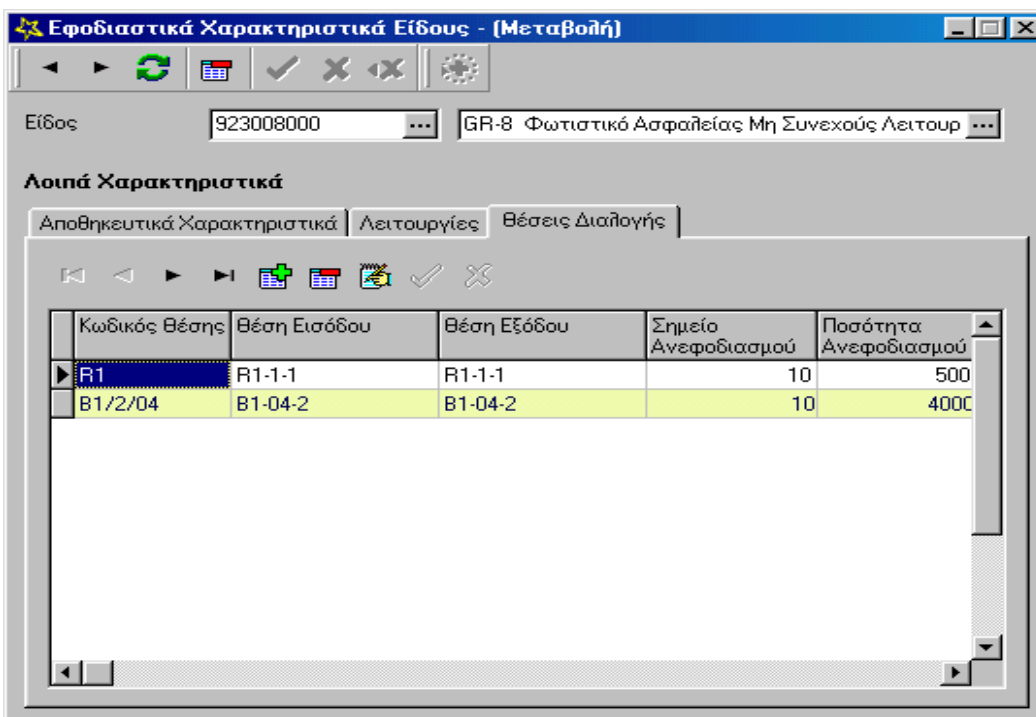 Εφοδιαστικά Χαρακτηριστικά Είδους - (Μεταβολή)
Είδος 923008000 ... GR-8 Φωτιστικό Ασφαλείας Μη Συνεχούς Λειτουρ ...
Λοιπά Χαρακτηριστικά
Αποθηκευτικά Χαρακτηριστικά Λειτουργίες Θέσεις Διαλογής
Κωδικός Θέσης Θέση Εισόδου Θέση Εξόδου Σημείο Ανεφοδιασμού Ποσότητα Ανεφοδιασμού
R1 R1-1-1 R1-1-1 10 500
B1/2/04 B1-04-2 B1-04-2 10 4000